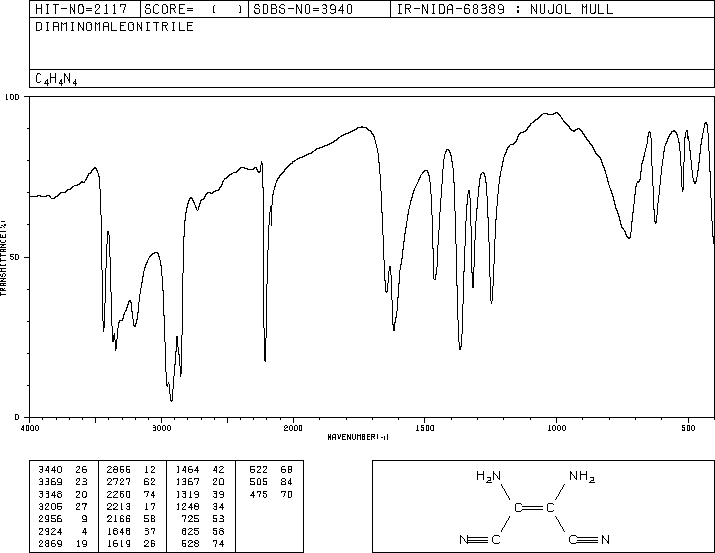 HIT-NO=2117 SCORE= ( ) SDBS-NO=3940 IR-NIDA-68389 : NUJOL MULL
DIAMINOMALEONITRILE
C4H4N4
100
50
0
TRANSMITTANCE(%)
4000 3000 2000 1500 1000 500
WAVENUMBER(-1)
3440 26 2866 12 1464 42 622 68
3369 23 2727 62 1367 20 505 84
3348 20 2260 74 1319 39 475 70
3205 27 2213 17 1248 34
2956 9 2166 58 725 53
2924 4 1648 37 625 58
2869 19 1619 26 528 74
H2N NH2
C C
N C C N